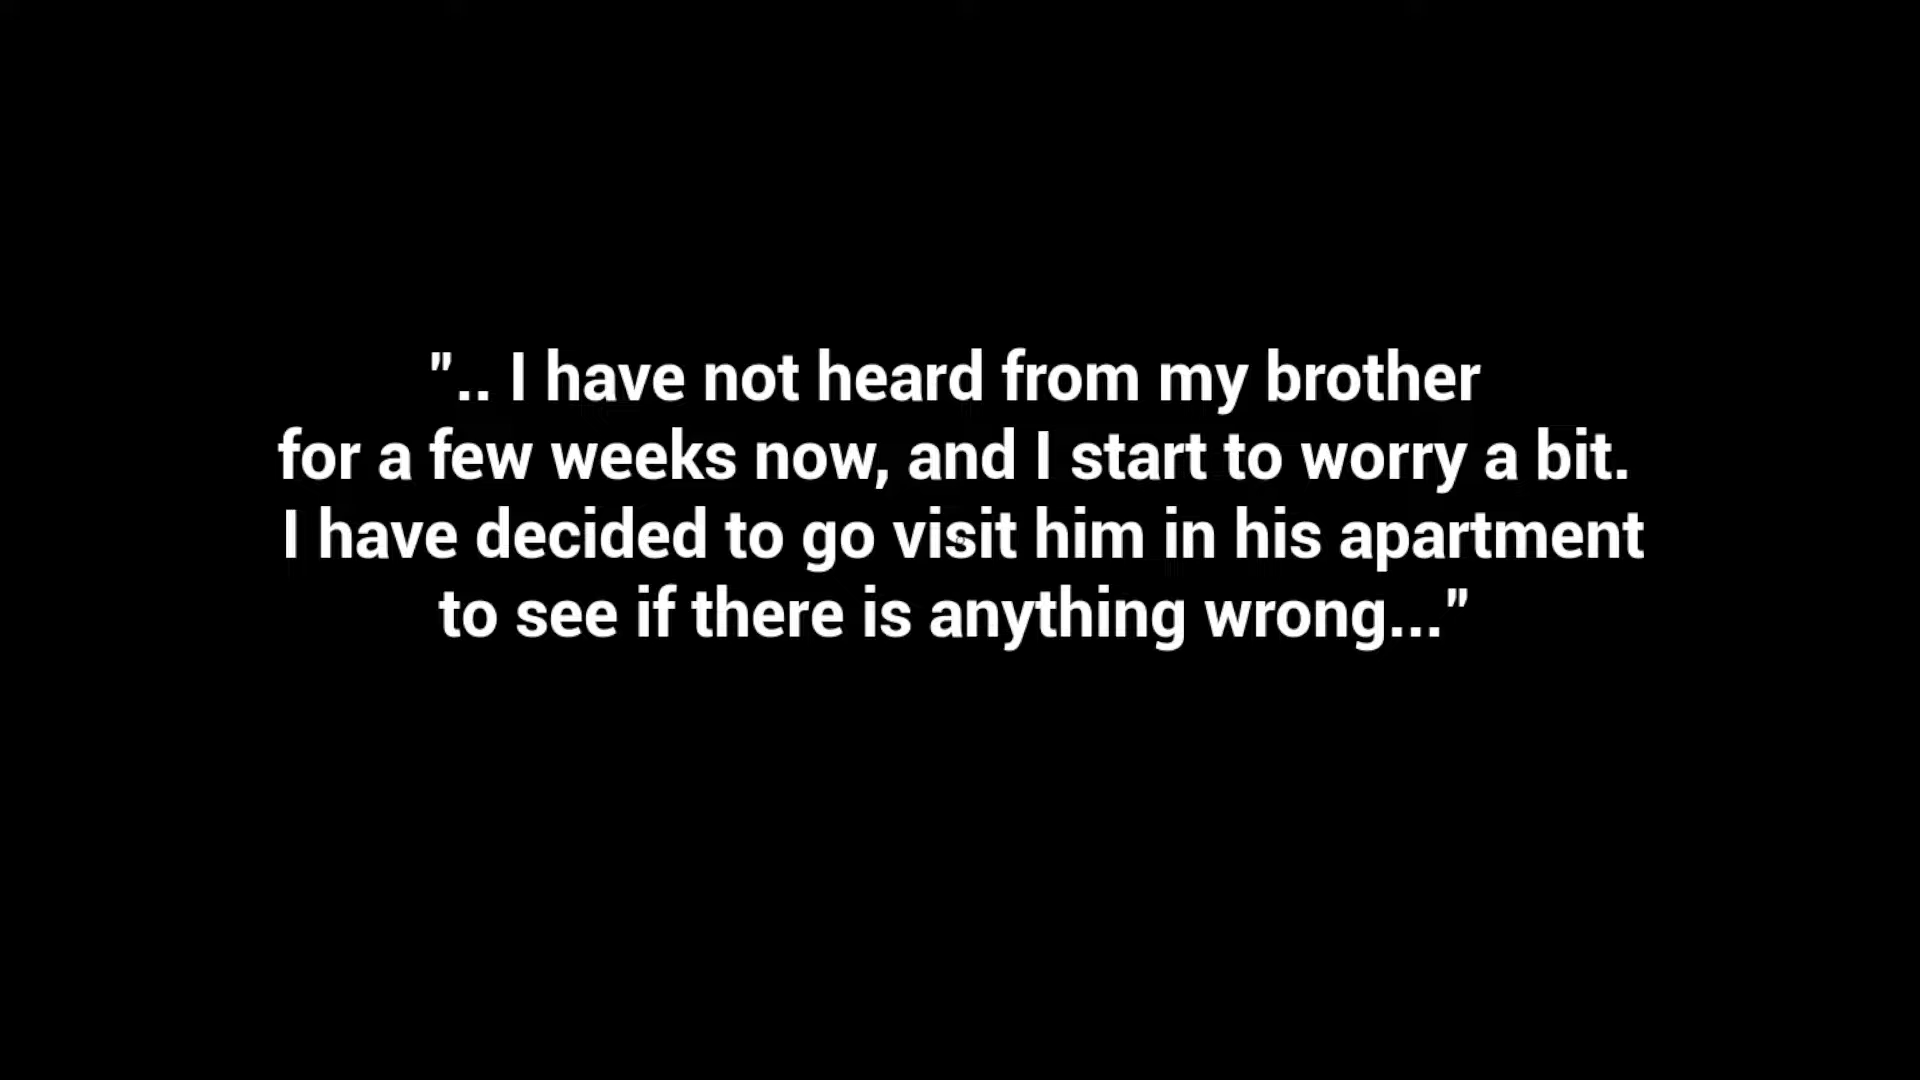 ".. I have not heard from my brother
for a few weeks now, and I start to worry a bit.
I have decided to go visit him in his apartment
to see if there is anything wrong..."